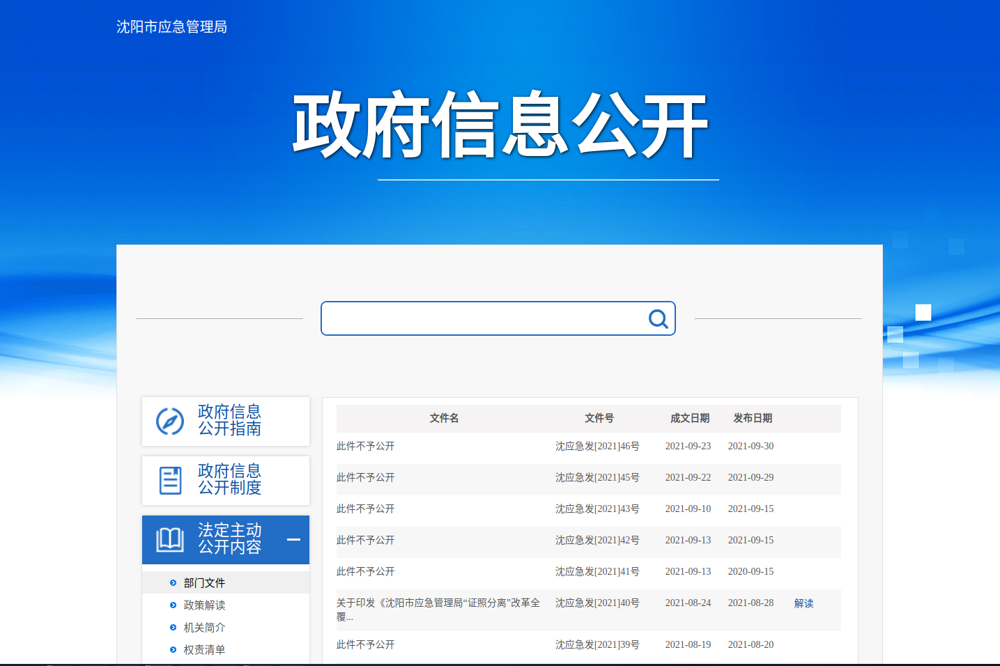 沈阳市应急管理局
政府信息公开
政府信息
公开指南
政府信息
公开制度
法定主动
公开内容
部门文件
政策解读
机关简介
权责清单
文件名 文件号 成文日期 发布日期
此件不予公开 沈应急发[2021]46号 2021-09-23 2021-09-30
此件不予公开 沈应急发[2021]45号 2021-09-22 2021-09-29
此件不予公开 沈应急发[2021]43号 2021-09-10 2021-09-15
此件不予公开 沈应急发[2021]42号 2021-09-13 2021-09-15
此件不予公开 沈应急发[2021]41号 2021-09-13 2020-09-15
关于印发《沈阳市应急管理局“证照分离”改革全 沈应急发[2021]40号 2021-08-24 2021-08-28 解读
覆...
此件不予公开 沈应急发[2021]39号 2021-08-19 2021-08-20